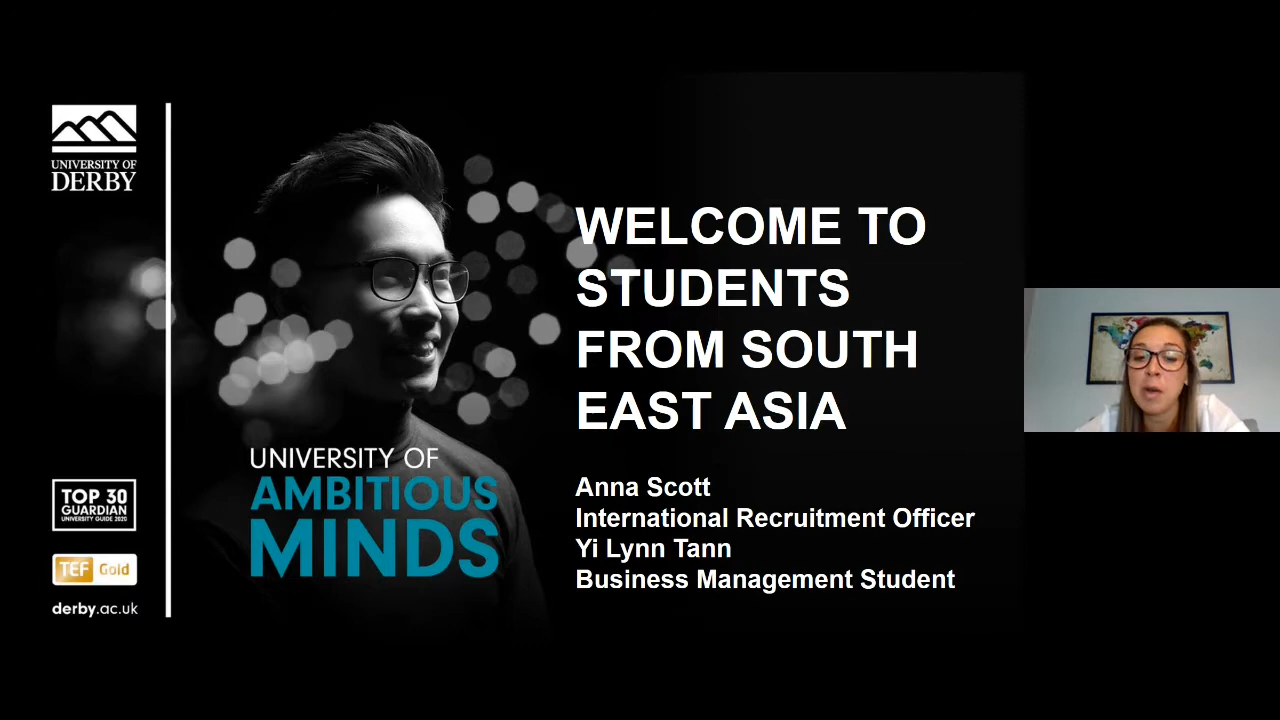 UNIVERSITY OF
DERBY
WELCOME TO
STUDENTS
FROM SOUTH
EAST ASIA
UNIVERSITY OF
AMBITIOUS
MINDS
Anna Scott
International Recruitment Officer
Yi Lynn Tann
Business Management Student
TOP 30
GUARDIAN
UNIVERSITY GUIDE 2020
TEF Gold
derby.ac.uk